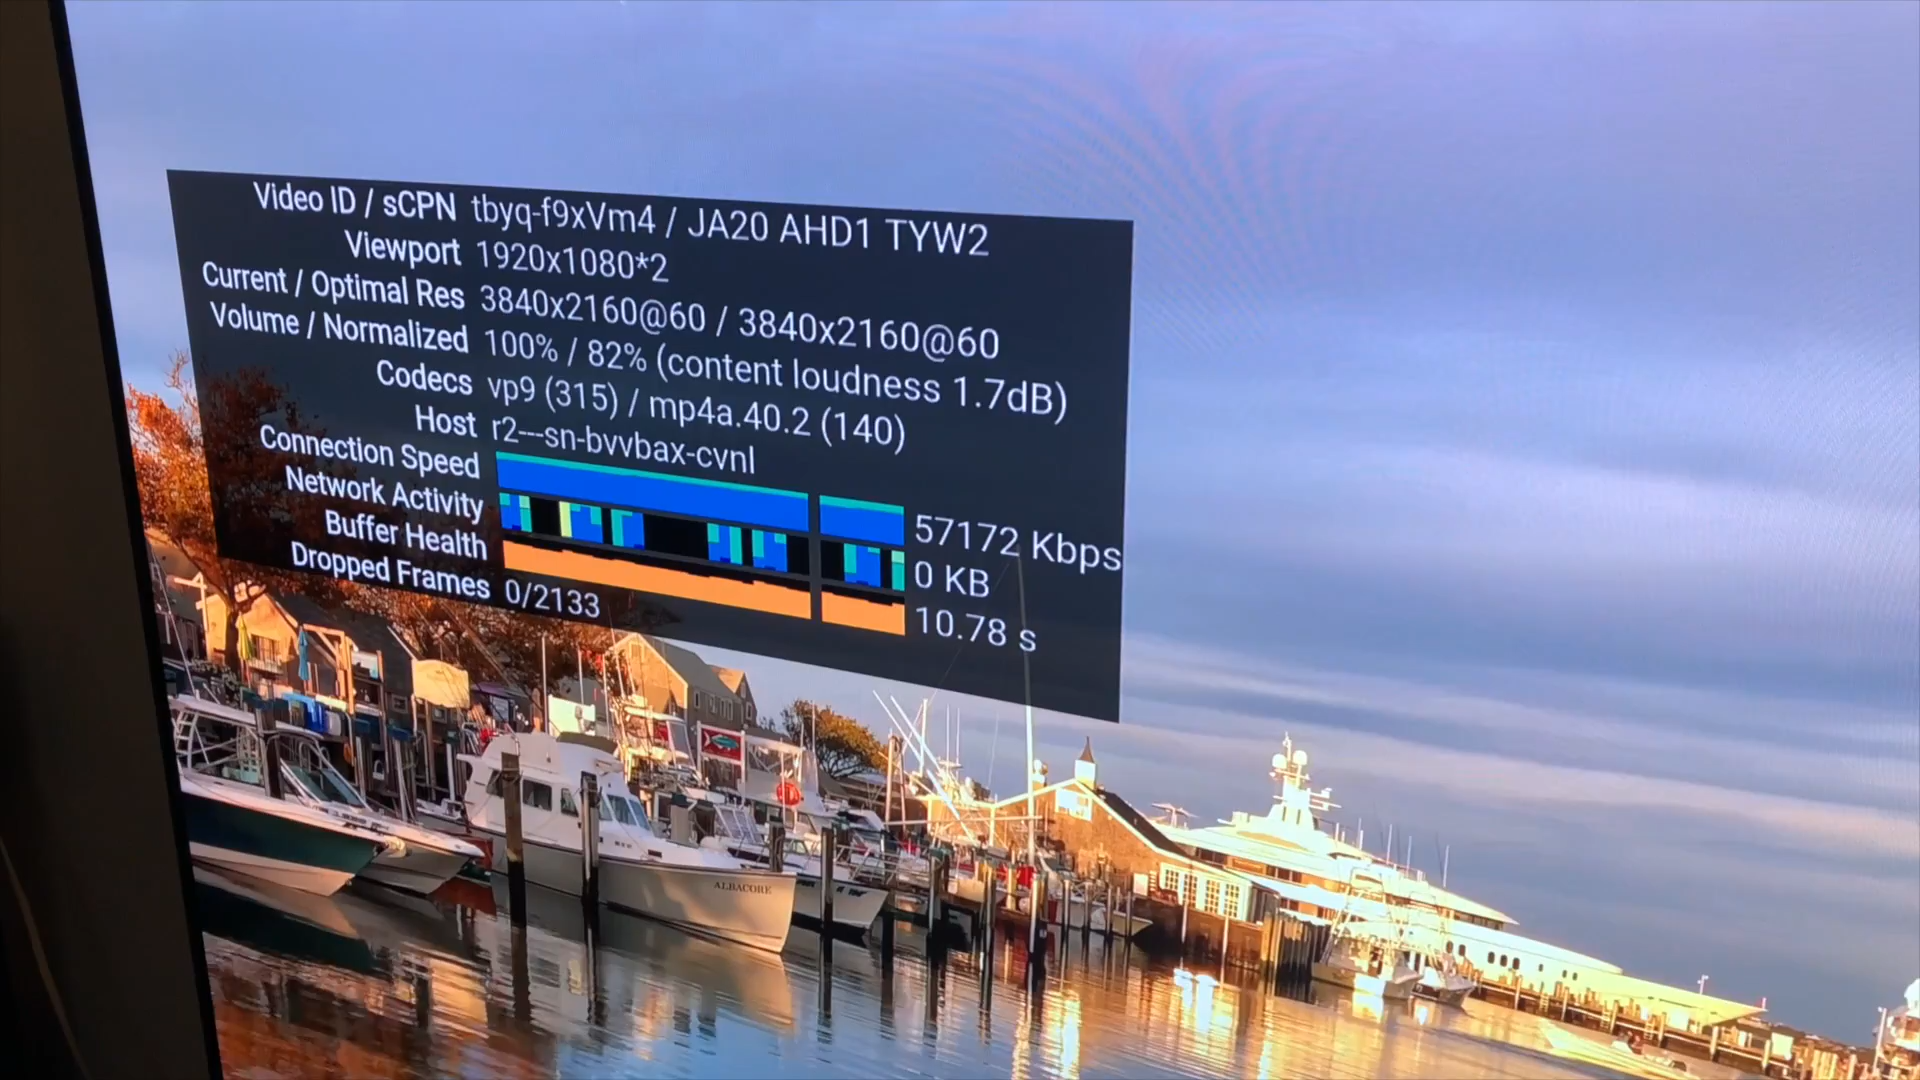 Video ID / sCPN tbyq-f9xVm4 / JA20 AHD1 TYW2
Viewport 1920x1080*2
Current / Optimal Res 3840x2160@60 / 3840x2160@60
Volume / Normalized 100% / 82% (content loudness 1.7dB)
Codecs vp9 (315) / mp4a.40.2 (140)
Host r2---sn-bvvbax-cvnl
Connection Speed 57172 Kbps
Network Activity 0 KB
Buffer Health 10.78 s
Dropped Frames 0/2133
ALBACORE